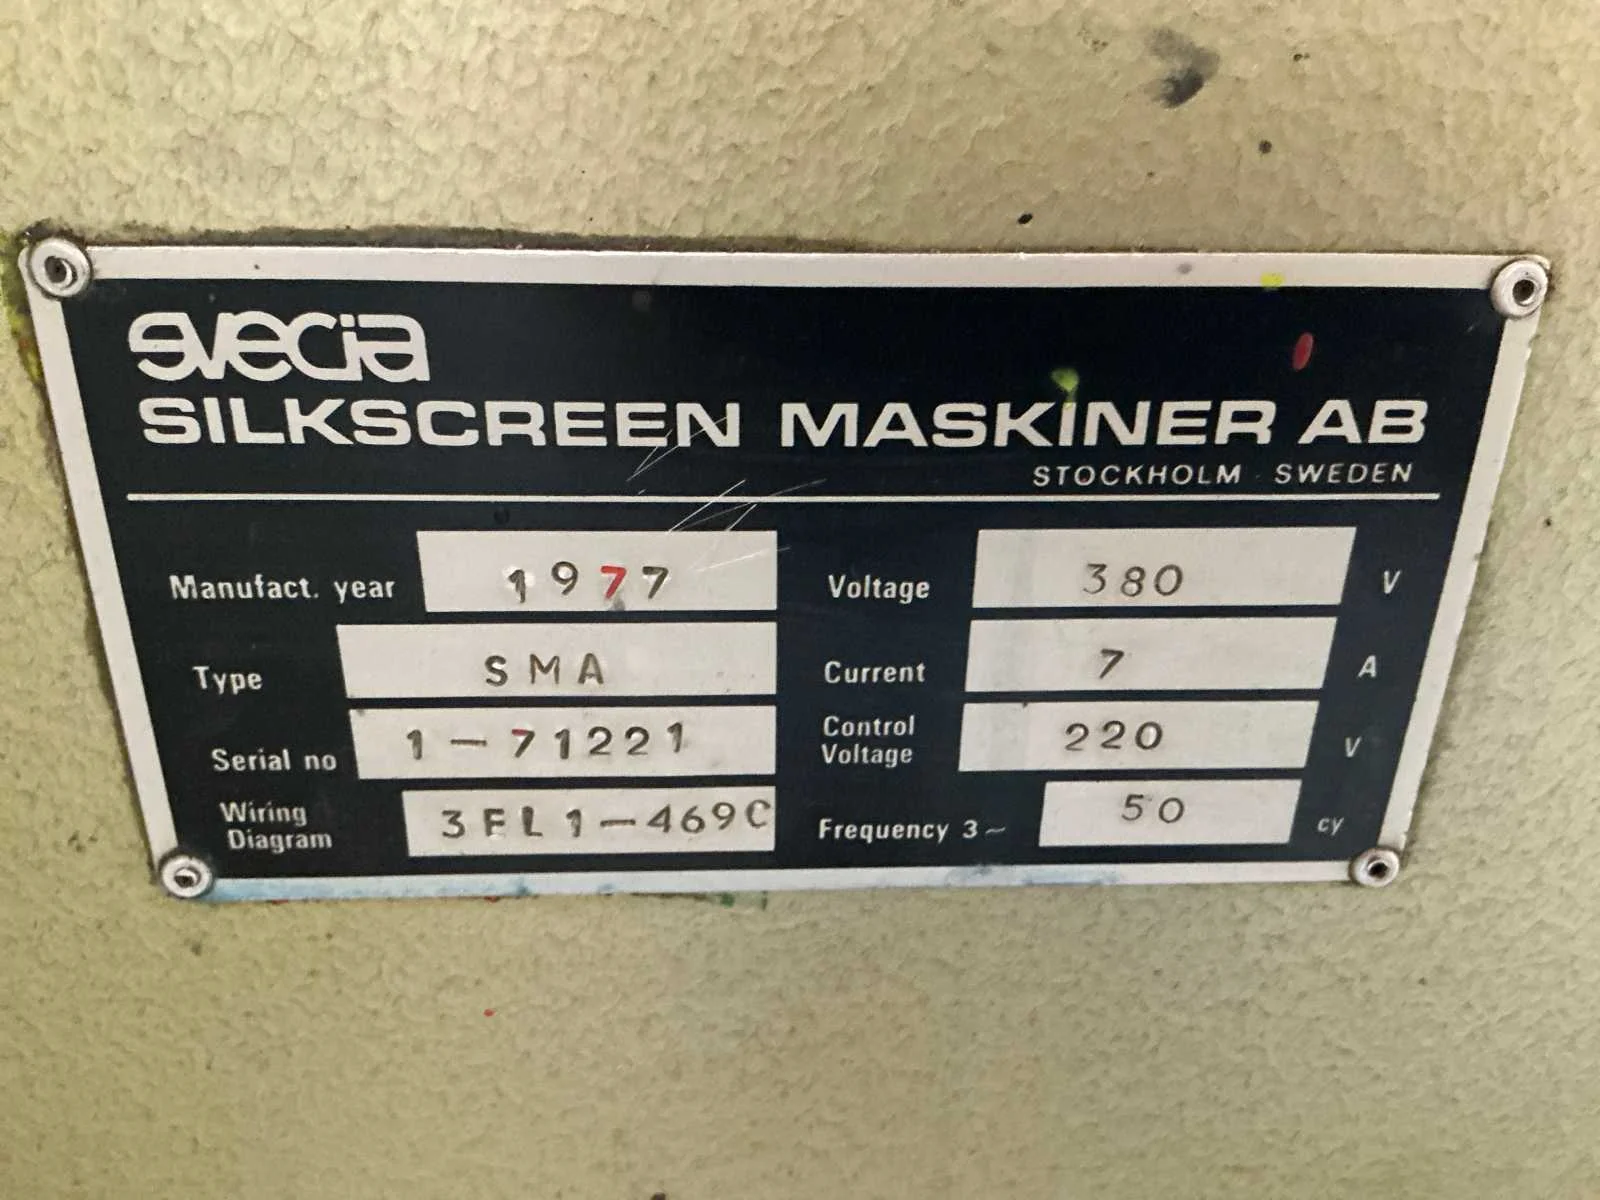 svecia
SILKSCREEN MASKINER AB
STOCKHOLM SWEDEN
Manufact. year 1977
Type SMA
Serial no 1-71221
Wiring Diagram 3EL1-469C
Voltage 380 V
Current 7 A
Control Voltage 220 V
Frequency 3~ 50 cy